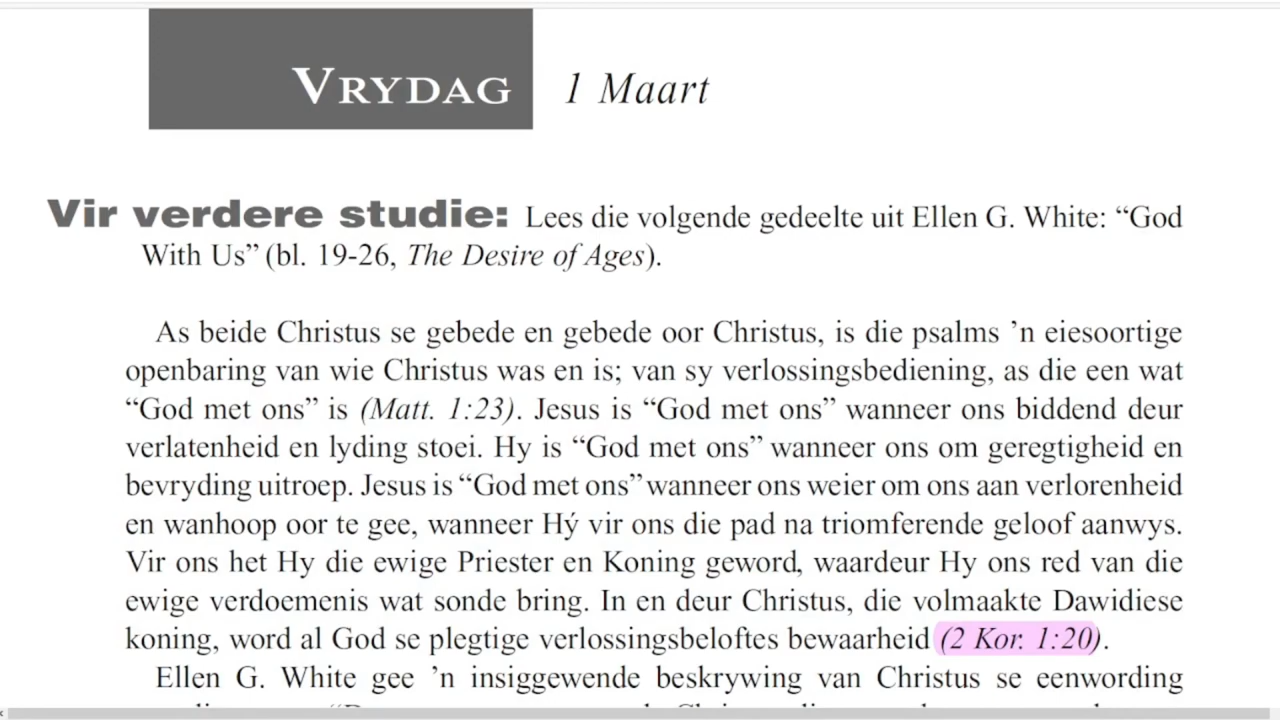 VRYDAG 1 Maart
Vir verdere studie: Lees die volgende gedeelte uit Ellen G. White: “God
With Us” (bl. 19-26, The Desire of Ages).
As beide Christus se gebede en gebede oor Christus, is die psalms ’n eiesoortige
openbaring van wie Christus was en is; van sy verlossingsbediening, as die een wat
“God met ons” is (Matt. 1:23). Jesus is “God met ons” wanneer ons biddend deur
verlatenheid en lyding stoei. Hy is “God met ons” wanneer ons om geregtigheid en
bevryding uitroep. Jesus is “God met ons” wanneer ons weier om ons aan verlorenheid
en wanhoop oor te gee, wanneer Hý vir ons die pad na triomferende geloof aanwys.
Vir ons het Hy die ewige Priester en Koning geword, waardeur Hy ons red van die
ewige verdoemenis wat sonde bring. In en deur Christus, die volmaakte Dawidiese
koning, word al God se plegtige verlossingsbeloftes bewaarheid (2 Kor. 1:20).
Ellen G. White gee ’n insiggewende beskrywing van Christus se eenwording